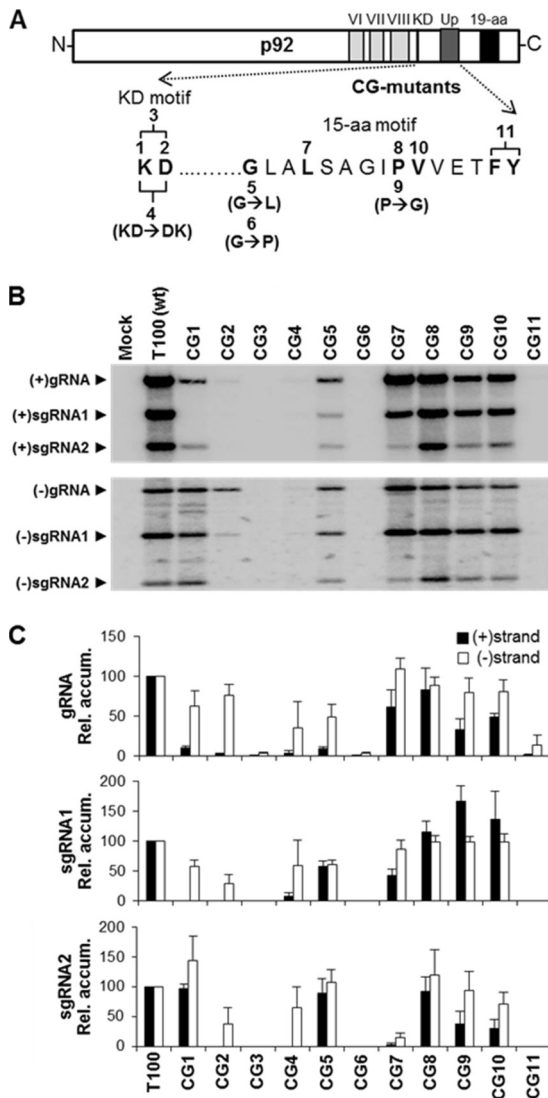 A
VI VII VIII KD Up 19-aa
N- p92 -C
CG-mutants
KD motif
15-aa motif
3 7 8 10 11
1 2
K D ......... G L A L S A G I P V V E T F Y
4 5 9
(KD→DK) (G→L) (P→G)
6
(G→P)
B
Mock T100 (wt) CG1 CG2 CG3 CG4 CG5 CG6 CG7 CG8 CG9 CG10 CG11
(+)gRNA
(+)sgRNA1
(+)sgRNA2
(-)gRNA
(-)sgRNA1
(-)sgRNA2
C
(+)strand
(-)strand
gRNA
Rel. accum.
150
100
50
0
sgRNA1
Rel. accum.
200
150
100
50
0
sgRNA2
Rel. accum.
200
150
100
50
0
T100 CG1 CG2 CG3 CG4 CG5 CG6 CG7 CG8 CG9 CG10 CG11